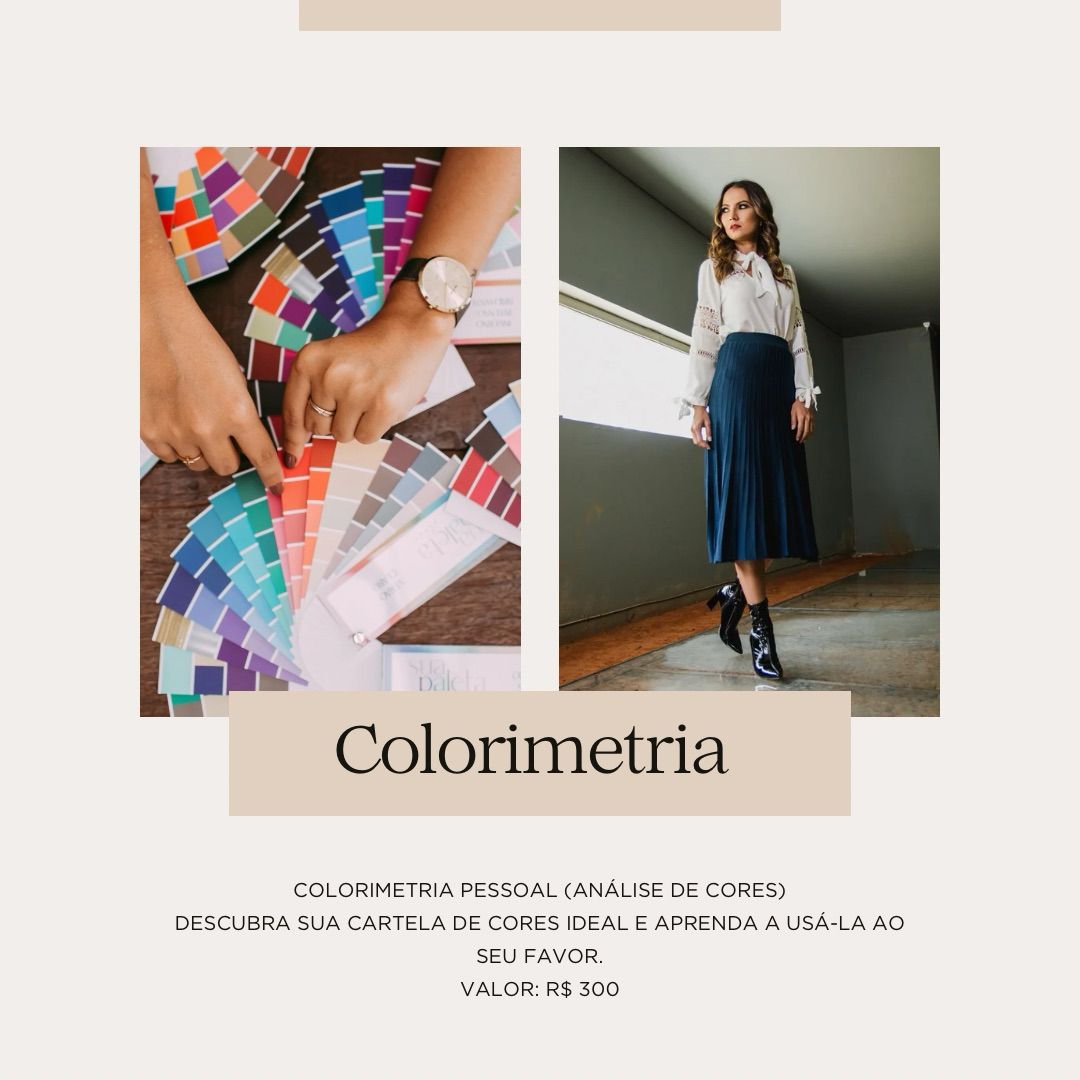 sua
paleta
Colorimetria
COLORIMETRIA PESSOAL (ANÁLISE DE CORES)
DESCUBRA SUA CARTELA DE CORES IDEAL E APRENDA A USÁ-LA AO
SEU FAVOR.
VALOR: R$ 300